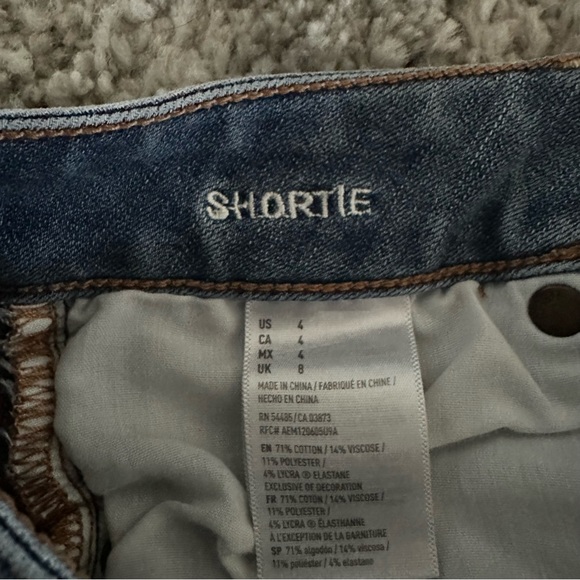 SHORTIE
US 4
CA 4
MX 4
UK 8
MADE IN CHINA / FABRIQUÉ EN CHINE /
HECHO EN CHINA
RN 54485 / CA 03873
RFC# AEM120605U9A
EN 71% COTTON / 14% VISCOSE /
11% POLYESTER /
4% LYCRA ® ELASTANE
EXCLUSIVE OF DECORATION
FR 71% COTON / 14% VISCOSE /
11% POLYESTER /
4% LYCRA ® ÉLASTHANNE
À L'EXCEPTION DE LA GARNITURE
SP 71% algodón / 14% viscosa /
11% poliéster / 4% elastano